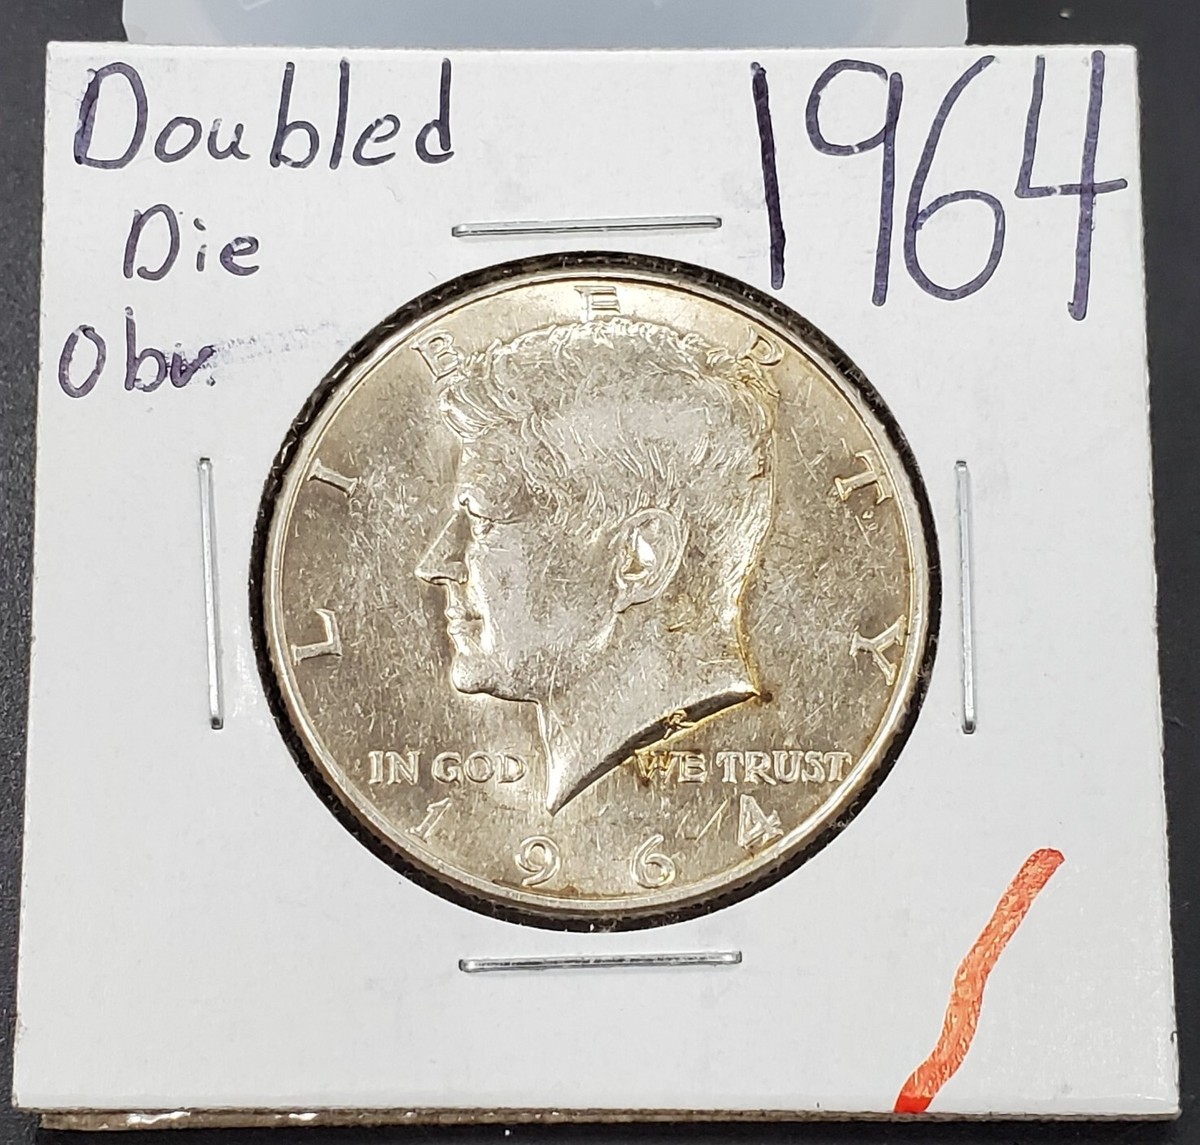 Doubled
Die
Obv.
1964
LIBERTY
IN GOD WE TRUST
1964